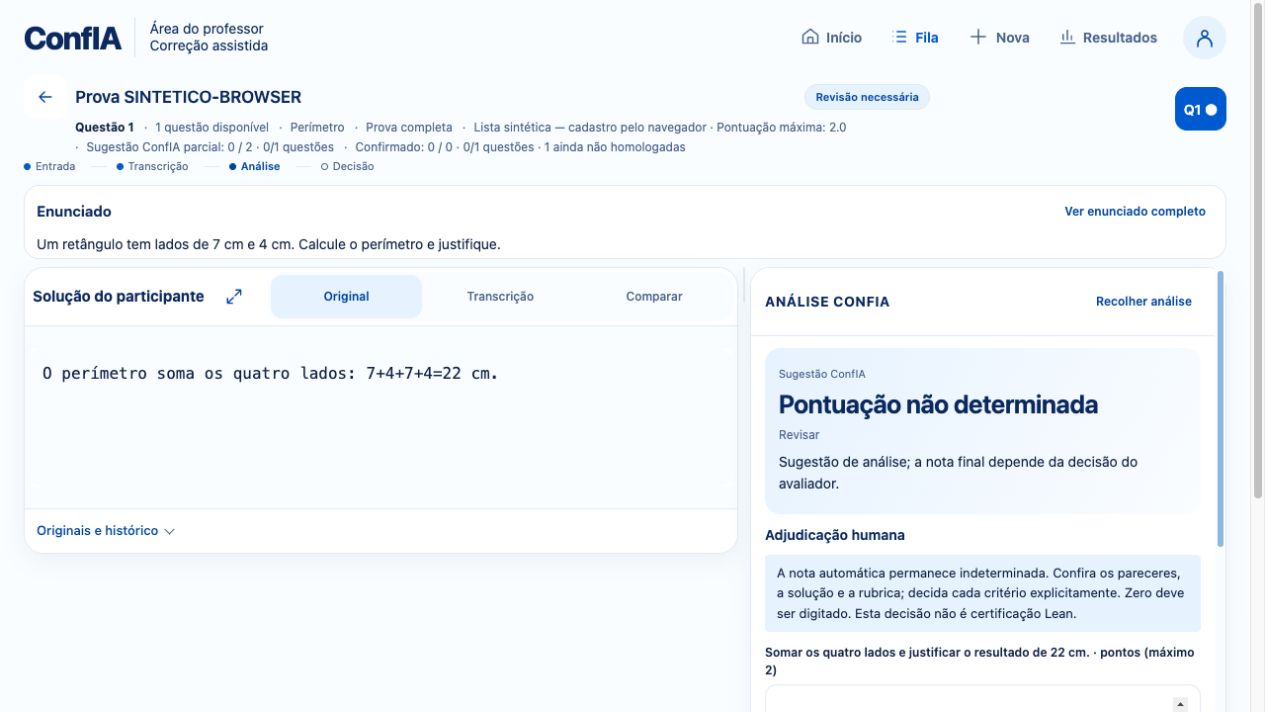 ConfIA
Área do professor
Correção assistida
Início
Fila
Nova
Resultados
Prova SINTETICO-BROWSER
Revisão necessária
Q1
Questão 1 · 1 questão disponível · Perímetro · Prova completa · Lista sintética — cadastro pelo navegador · Pontuação máxima: 2.0
· Sugestão ConfIA parcial: 0 / 2 · 0/1 questões · Confirmado: 0 / 0 · 0/1 questões · 1 ainda não homologadas
Entrada
Transcrição
Análise
Decisão
Enunciado
Ver enunciado completo
Um retângulo tem lados de 7 cm e 4 cm. Calcule o perímetro e justifique.
Solução do participante
Original
Transcrição
Comparar
O perímetro soma os quatro lados: 7+4+7+4=22 cm.
Originais e histórico
ANÁLISE CONFIA
Recolher análise
Sugestão ConfIA
Pontuação não determinada
Revisar
Sugestão de análise; a nota final depende da decisão do
avaliador.
Adjudicação humana
A nota automática permanece indeterminada. Confira os pareceres,
a solução e a rubrica; decida cada critério explicitamente. Zero deve
ser digitado. Esta decisão não é certificação Lean.
Somar os quatro lados e justificar o resultado de 22 cm. · pontos (máximo
2)